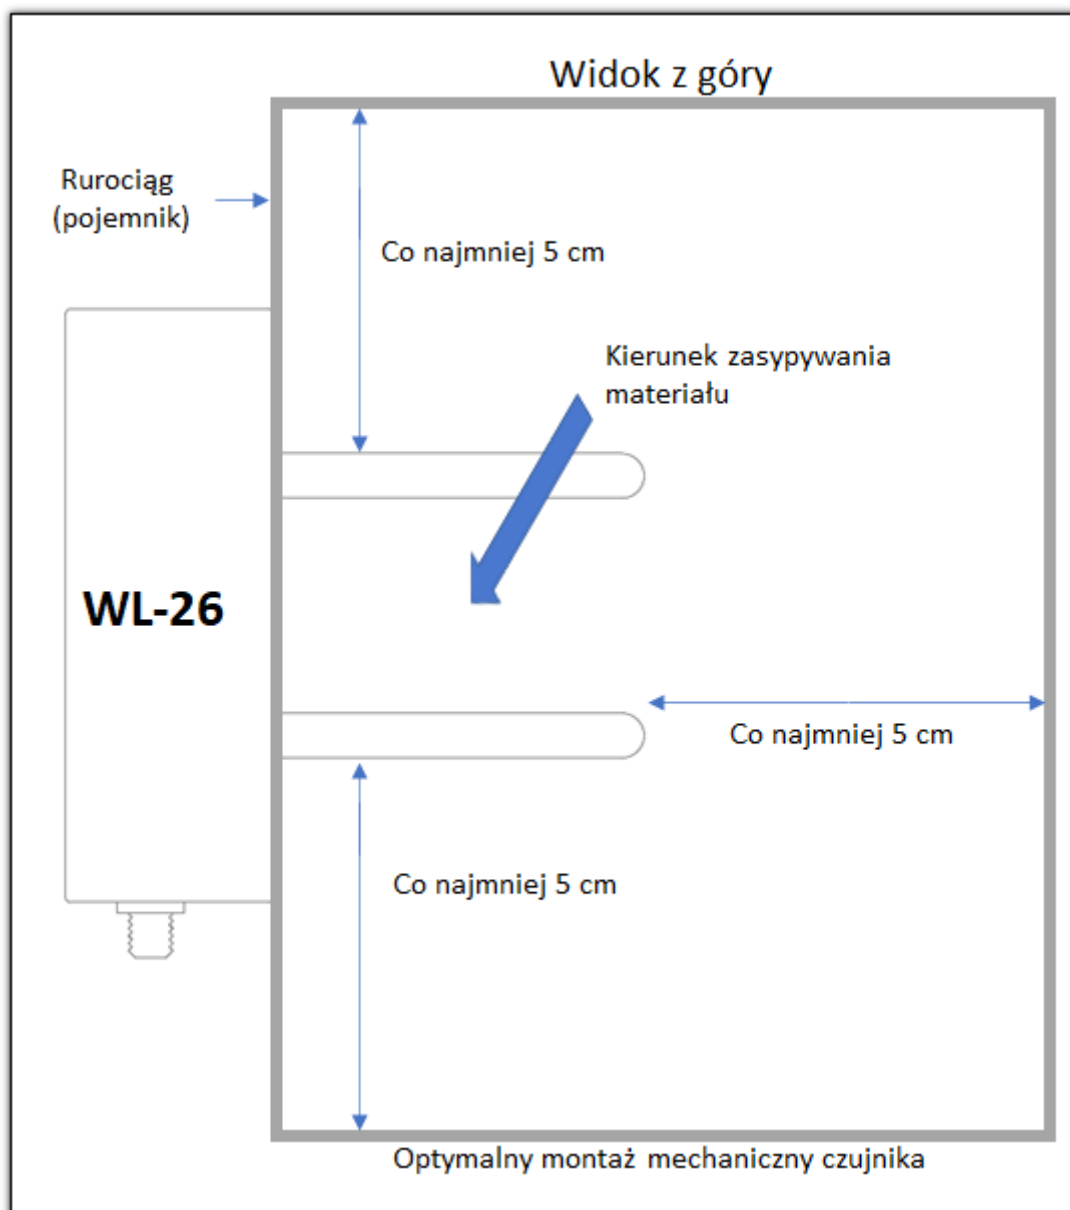 Widok z góry
Rurociąg
(pojemnik)
Co najmniej 5 cm
Kierunek zasypywania
materiału
WL-26
Co najmniej 5 cm
Co najmniej 5 cm
Optymalny montaż mechaniczny czujnika